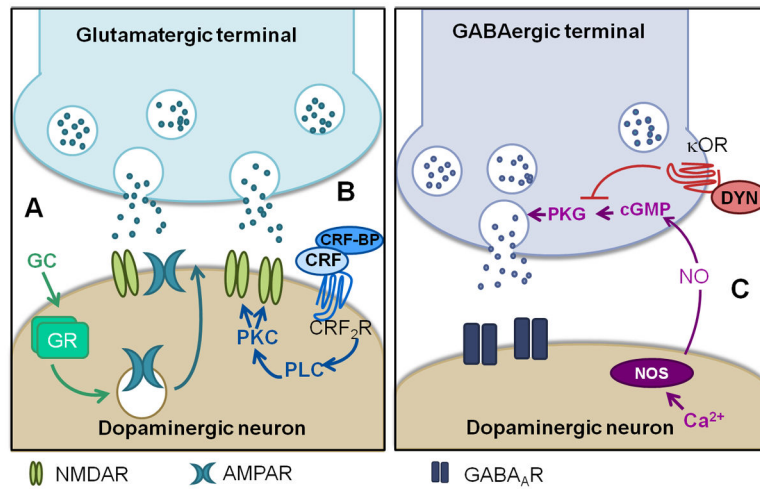 Glutamatergic terminal
A
B
GC
GR
CRF-BP
CRF
CRF₂R
PKC
PLC
Dopaminergic neuron
GABAergic terminal
κOR
DYN
PKG
cGMP
NO
C
NOS
Ca²⁺
Dopaminergic neuron
NMDAR
AMPAR
GABA_AR